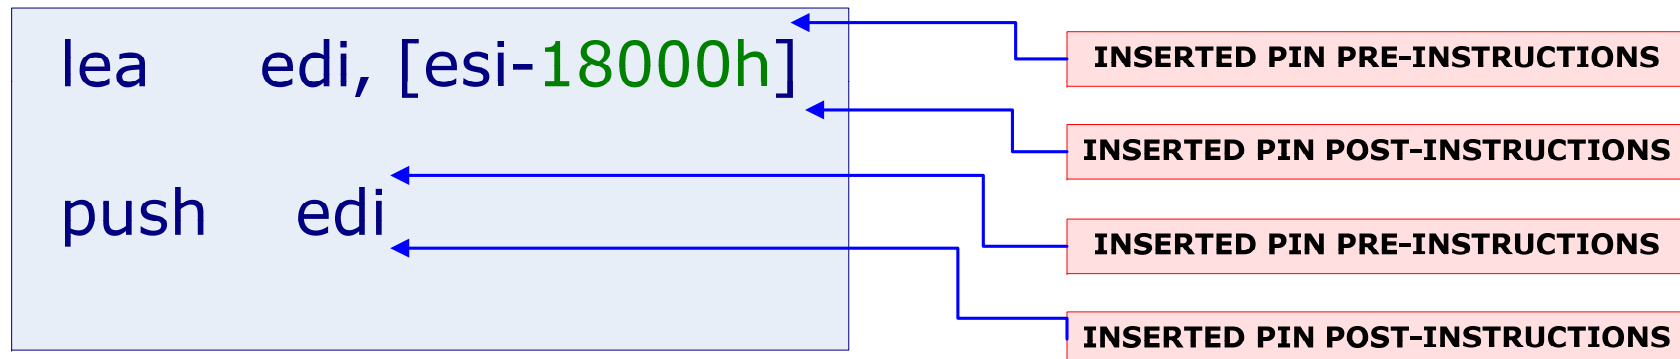 lea edi, [esi-18000h]
push edi
INSERTED PIN PRE-INSTRUCTIONS
INSERTED PIN POST-INSTRUCTIONS
INSERTED PIN PRE-INSTRUCTIONS
INSERTED PIN POST-INSTRUCTIONS